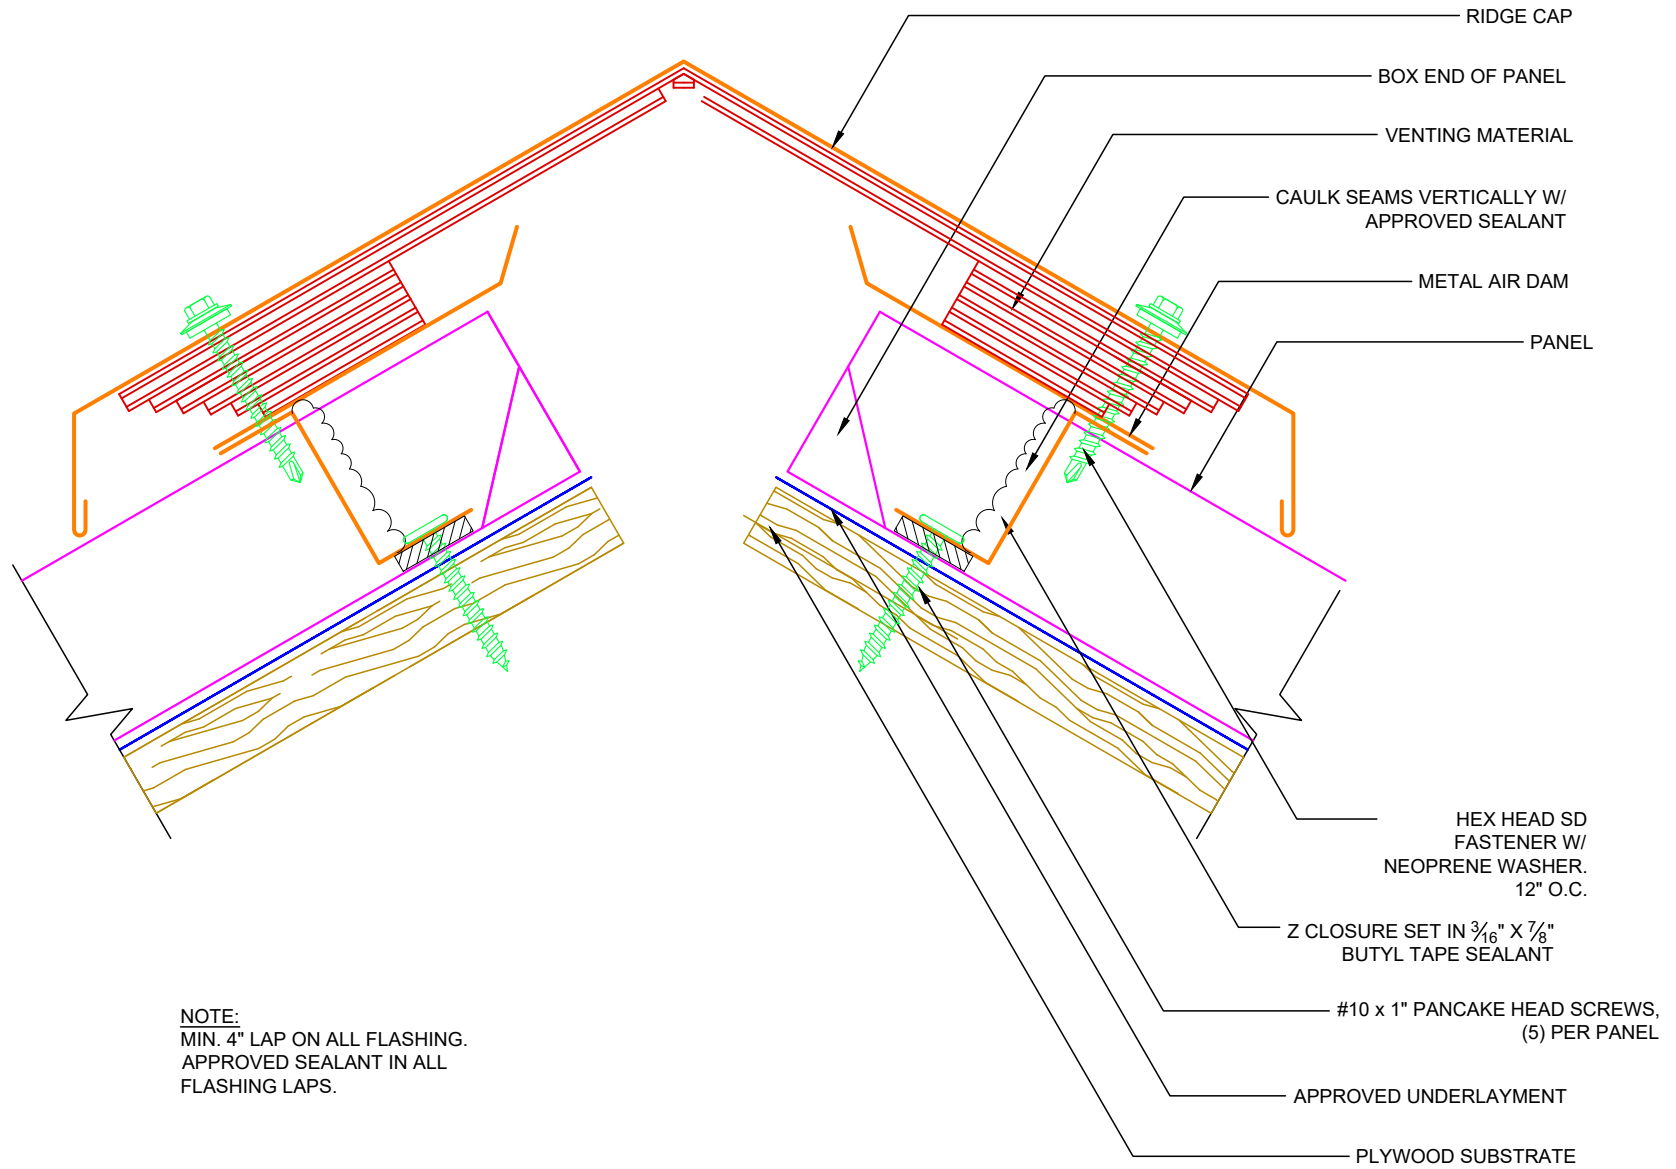 RIDGE CAP
BOX END OF PANEL
VENTING MATERIAL
CAULK SEAMS VERTICALLY W/
APPROVED SEALANT
METAL AIR DAM
PANEL
HEX HEAD SD
FASTENER W/
NEOPRENE WASHER.
12" O.C.
Z CLOSURE SET IN 3/16" X 7/8"
BUTYL TAPE SEALANT
#10 x 1" PANCAKE HEAD SCREWS,
(5) PER PANEL
APPROVED UNDERLAYMENT
PLYWOOD SUBSTRATE
NOTE:
MIN. 4" LAP ON ALL FLASHING.
APPROVED SEALANT IN ALL
FLASHING LAPS.